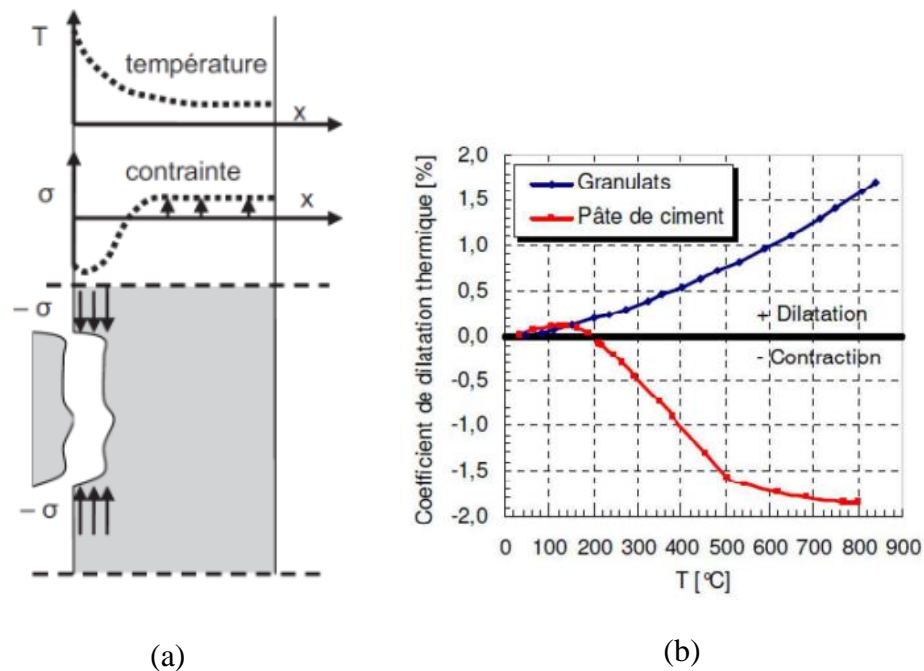 T
température
x
σ
contrainte
x
– σ
– σ
(a)
Coefficient de dilatation thermique [%]
2,0
1,5
1,0
0,5
0,0
-0,5
-1,0
-1,5
-2,0
Granulats
Pâte de ciment
+ Dilatation
- Contraction
0 100 200 300 400 500 600 700 800 900
T [°C]
(b)